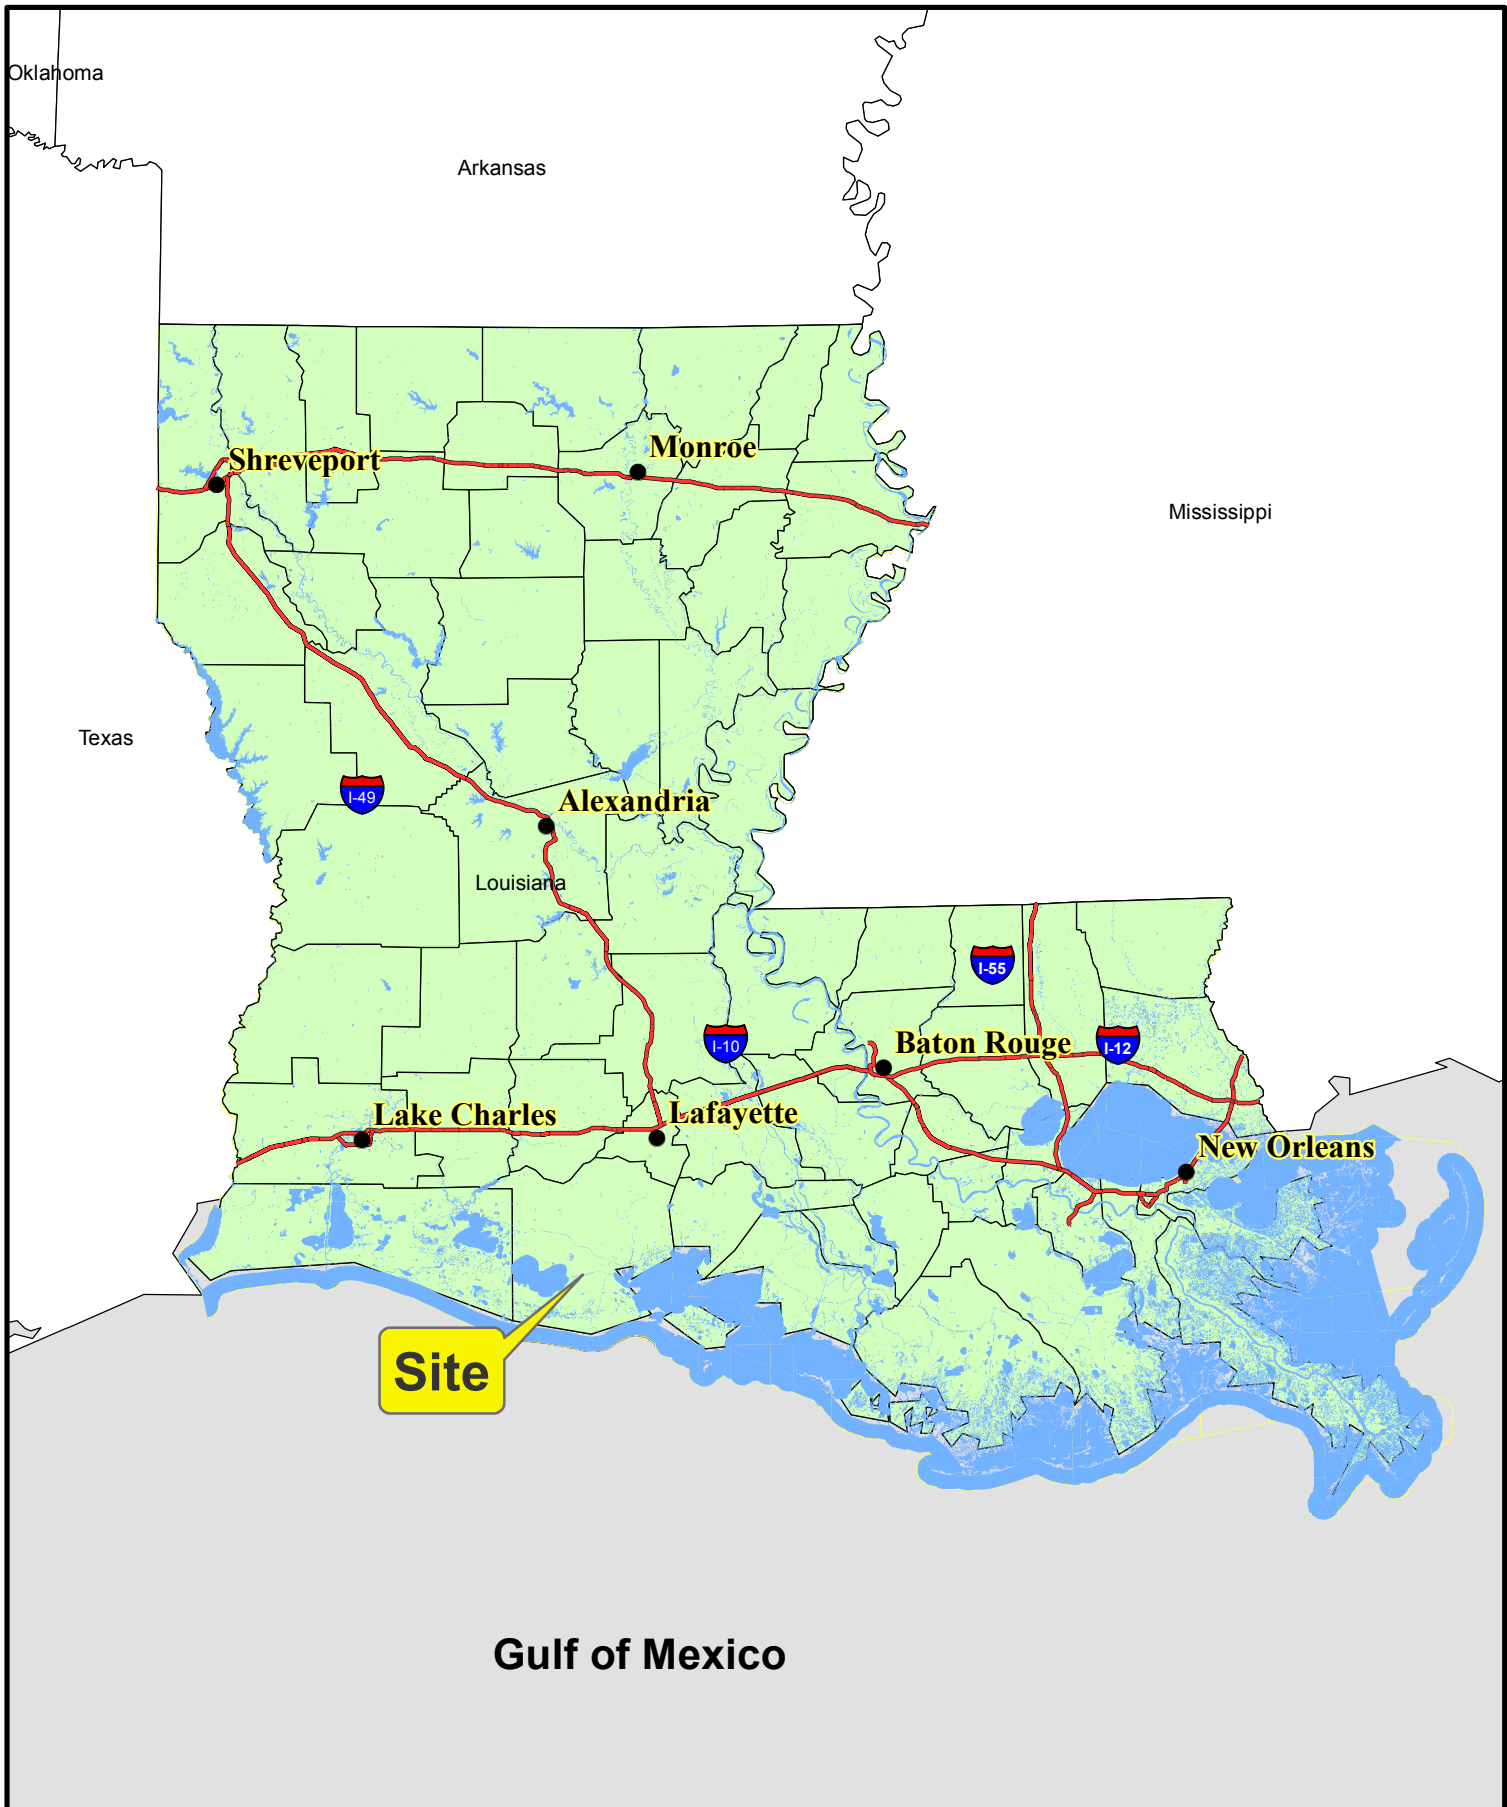 Oklahoma
Arkansas
Monroe
Shreveport
Mississippi
Texas
I-49
Alexandria
Louisiana
I-55
I-10
Baton Rouge
I-12
Lake Charles
Lafayette
New Orleans
Site
Gulf of Mexico